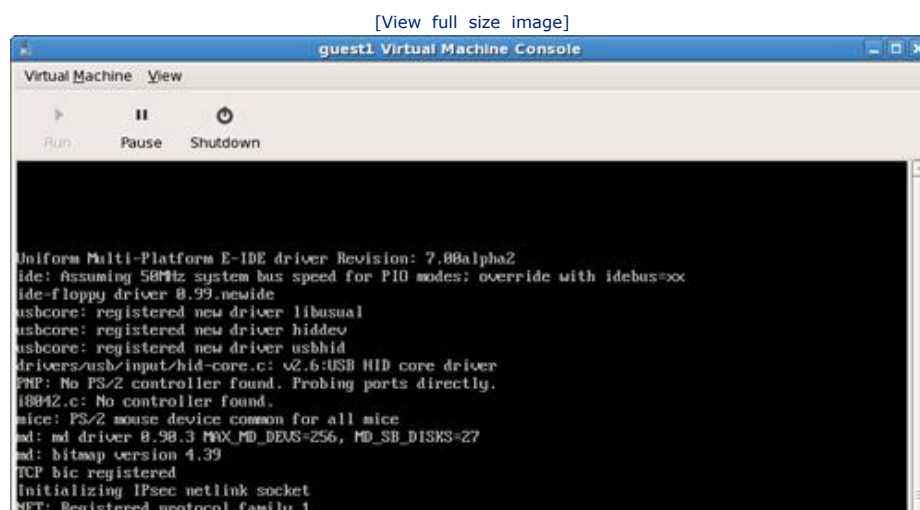 [View full size image]
guest1 Virtual Machine Console
Virtual Machine View
Run Pause Shutdown
Uniform Multi-Platform E-IDE driver Revision: 7.00alpha2
ide: Assuming 50MHz system bus speed for PIO modes; override with idebus=xx
ide-floppy driver 0.99.newide
usbcore: registered new driver libusual
usbcore: registered new driver hiddev
usbcore: registered new driver usbhid
drivers/usb/input/hid-core.c: v2.6:USB HID core driver
PNP: No PS/2 controller found. Probing ports directly.
i8042.c: No controller found.
mice: PS/2 mouse device common for all mice
md: md driver 0.90.3 MAX_MD_DEVS=256, MD_SB_DISKS=27
md: bitmap version 4.39
TCP bic registered
Initializing IPsec netlink socket
NET: Registered protocol family 1